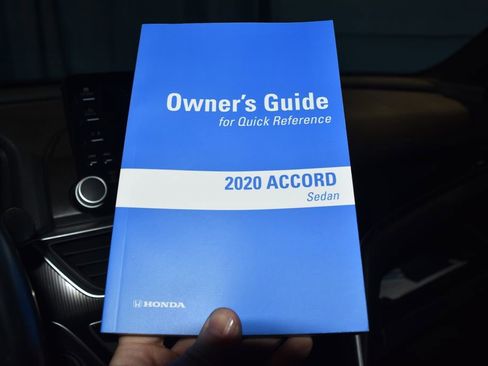 Owner's Guide
for Quick Reference
2020 ACCORD
Sedan
HONDA